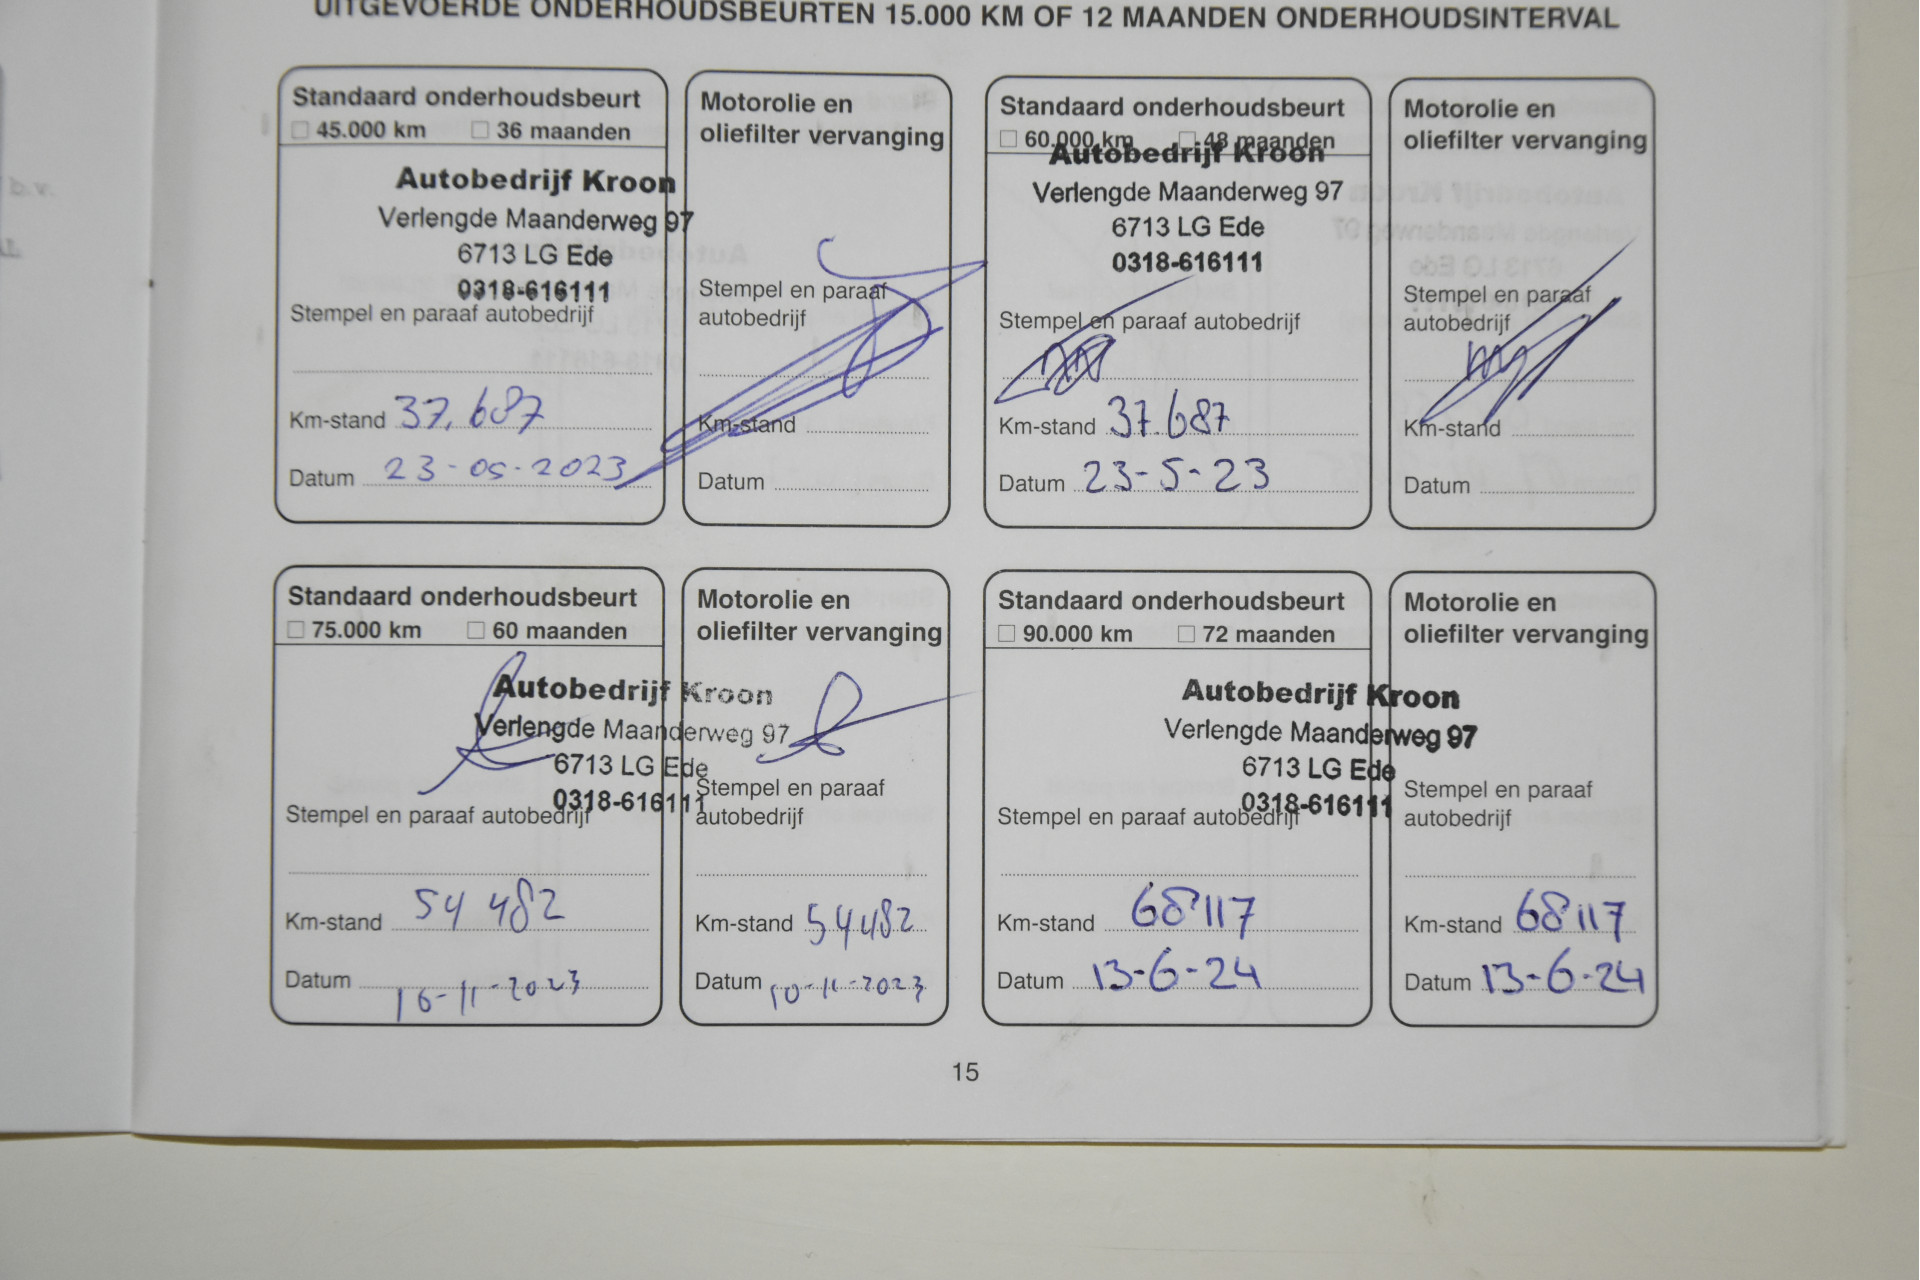 UITGEVOERDE ONDERHOUDSBEURTEN 15.000 KM OF 12 MAANDEN ONDERHOUDSINTERVAL
Standaard onderhoudsbeurt
45.000 km 36 maanden
Autobedrijf Kroon
Verlengde Maanderweg 97
6713 LG Ede
0318-616111
Stempel en paraaf autobedrijf
Km-stand 37.687
Datum 23-05-2023
Motorolie en
oliefilter vervanging
Stempel en paraaf
autobedrijf
Km-stand
Datum
Standaard onderhoudsbeurt
60.000 km 48 maanden
Autobedrijf Kroon
Verlengde Maanderweg 97
6713 LG Ede
0318-616111
Stempel en paraaf autobedrijf
Km-stand 37.687
Datum 23-5-23
Motorolie en
oliefilter vervanging
Stempel en paraaf
autobedrijf
Km-stand
Datum
Standaard onderhoudsbeurt
75.000 km 60 maanden
Autobedrijf Kroon
Verlengde Maanderweg 97
6713 LG Ede
0318-616111
Stempel en paraaf autobedrijf
Km-stand 54482
Datum 16-11-2023
Motorolie en
oliefilter vervanging
Stempel en paraaf
autobedrijf
Km-stand 54482
Datum 10-11-2023
Standaard onderhoudsbeurt
90.000 km 72 maanden
Autobedrijf Kroon
Verlengde Maanderweg 97
6713 LG Ede
0318-616111
Stempel en paraaf autobedrijf
Km-stand 68117
Datum 13-6-24
Motorolie en
oliefilter vervanging
Stempel en paraaf
autobedrijf
Km-stand 68117
Datum 13-6-24
15